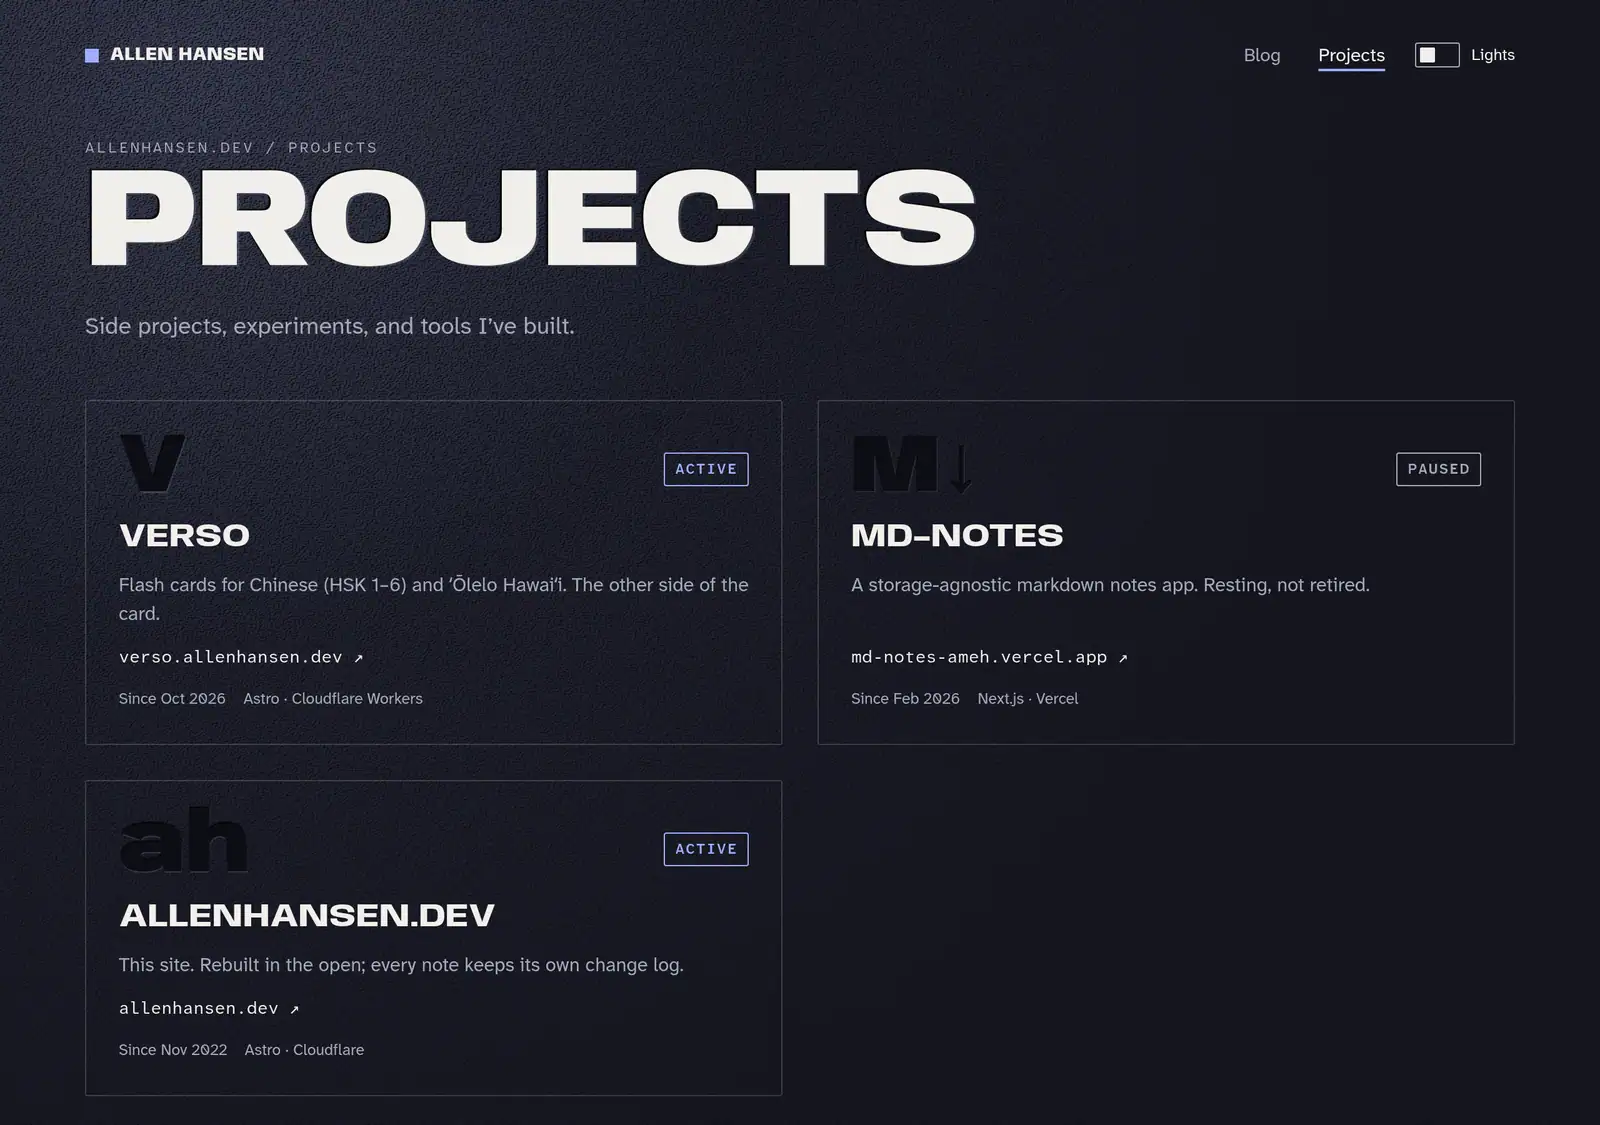 ALLEN HANSEN
Blog Projects Lights
ALLENHANSEN.DEV / PROJECTS
PROJECTS
Side projects, experiments, and tools I’ve built.
V
ACTIVE
VERSO
Flash cards for Chinese (HSK 1–6) and ʻŌlelo Hawaiʻi. The other side of the
card.
verso.allenhansen.dev ↗
Since Oct 2026 Astro · Cloudflare Workers
M↓
PAUSED
MD–NOTES
A storage-agnostic markdown notes app. Resting, not retired.
md-notes-ameh.vercel.app ↗
Since Feb 2026 Next.js · Vercel
ah
ACTIVE
ALLENHANSEN.DEV
This site. Rebuilt in the open; every note keeps its own change log.
allenhansen.dev ↗
Since Nov 2022 Astro · Cloudflare